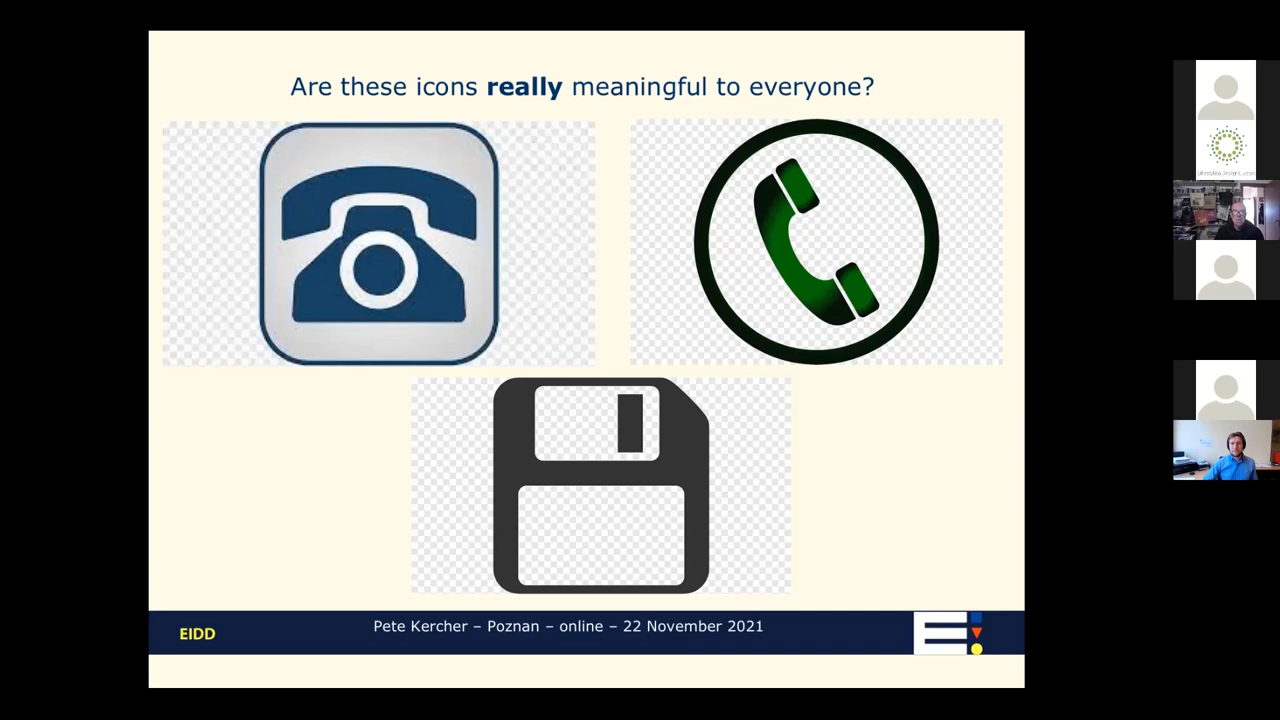 Are these icons really meaningful to everyone?
EIDD
Pete Kercher – Poznan – online – 22 November 2021